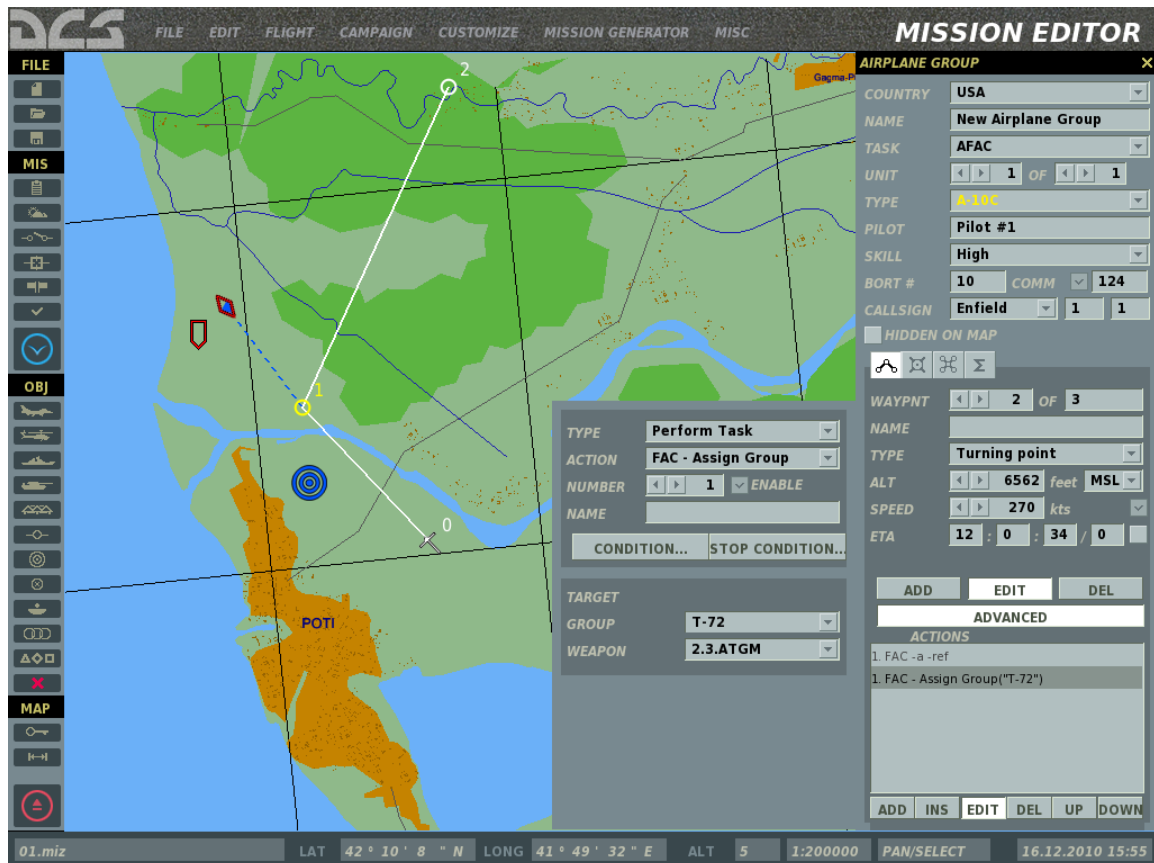 DCS
FILE EDIT FLIGHT CAMPAIGN CUSTOMIZE MISSION GENERATOR MISC
MISSION EDITOR
FILE
MIS
OBJ
MAP
2
1
0
POTI
AIRPLANE GROUP
COUNTRY USA
NAME New Airplane Group
TASK AFAC
UNIT 1 OF 1
TYPE A-10C
PILOT Pilot #1
SKILL High
BORT # 10 COMM 124
CALLSIGN Enfield 1 1
HIDDEN ON MAP
Σ
WAYPNT 2 OF 3
NAME
TYPE Turning point
ALT 6562 feet MSL
SPEED 270 kts
ETA 12 : 0 : 34 / 0
ADD EDIT DEL
ADVANCED
ACTIONS
1. FAC -a -ref
1. FAC - Assign Group("T-72")
ADD INS EDIT DEL UP DOWN
TYPE Perform Task
ACTION FAC - Assign Group
NUMBER 1 ENABLE
NAME
CONDITION... STOP CONDITION...
TARGET
GROUP T-72
WEAPON 2.3.ATGM
01.miz LAT 42 ° 10 ' 8 " N LONG 41 ° 49 ' 32 " E ALT 5 1:200000 PAN/SELECT 16.12.2010 15:55